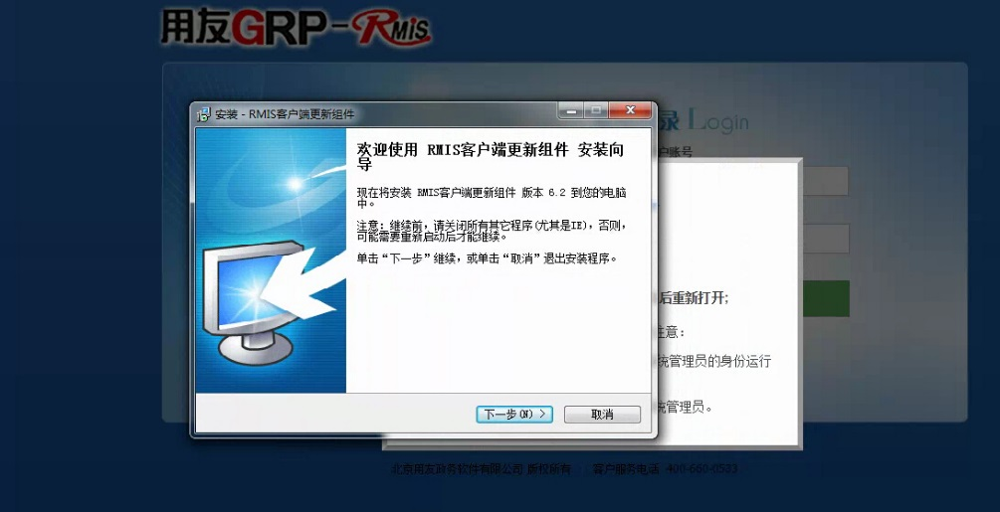 用友GRP-RMIS
录 Login
户账号
安装 - RMIS客户端更新组件
欢迎使用 RMIS客户端更新组件 安装向
导
现在将安装 RMIS客户端更新组件 版本 6.2 到您的电脑
中。
注意：继续前，请关闭所有其它程序(尤其是IE)，否则，
可能需要重新启动后才能继续。
单击“下一步”继续，或单击“取消”退出安装程序。
后重新打开;
注意：
统管理员的身份运行
统管理员。
下一步(N) >
取消
北京用友政务软件有限公司 版权所有 客户服务电话 400-660-0583